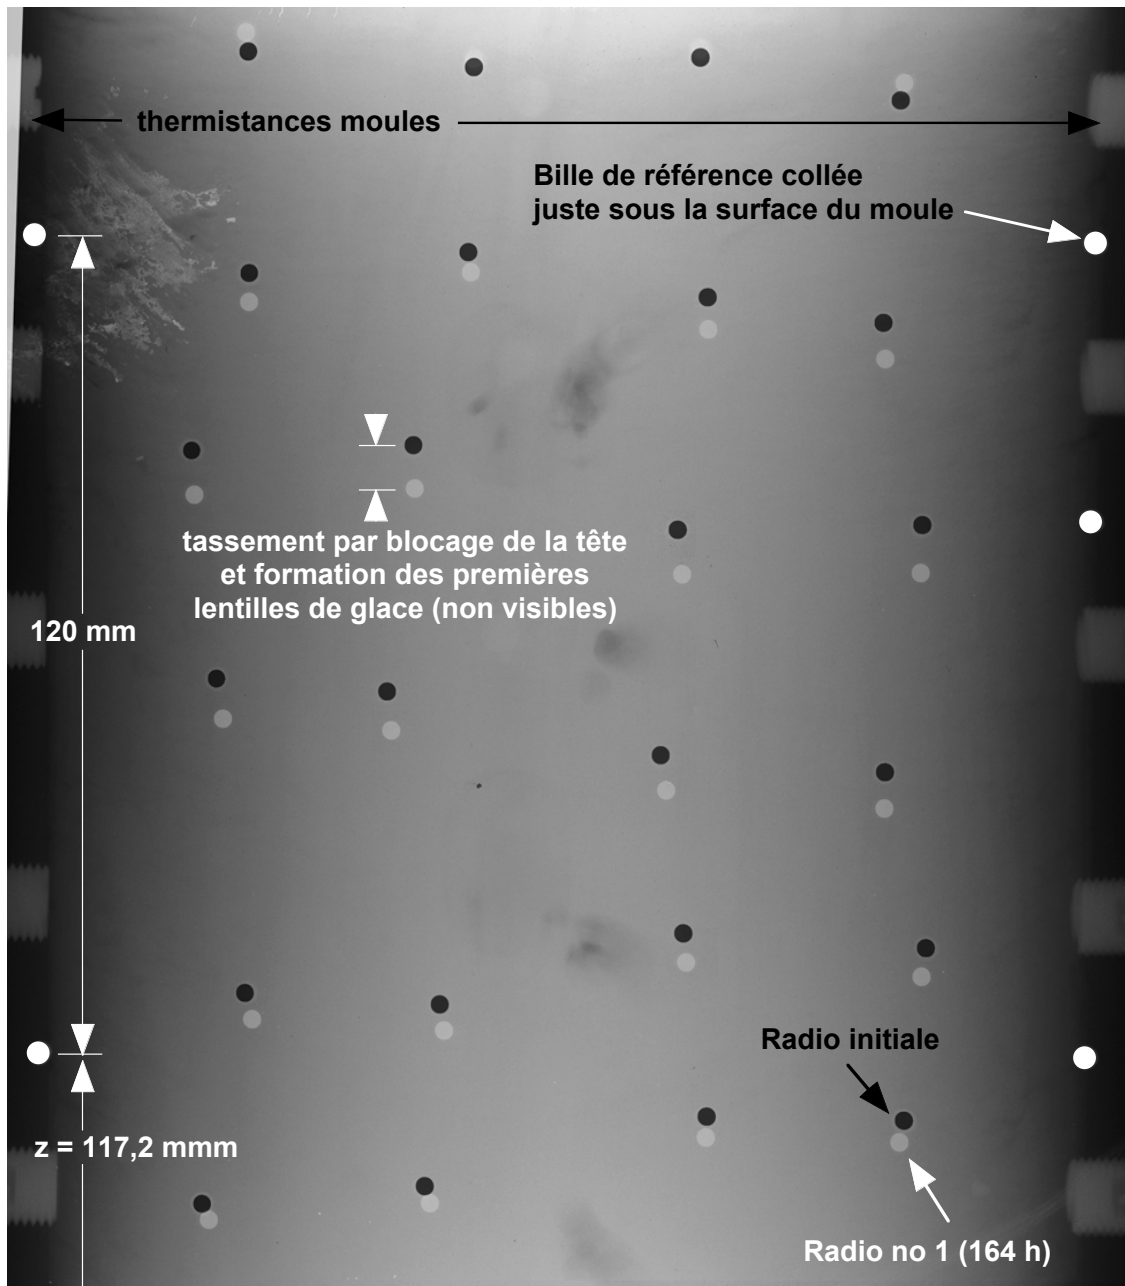 thermistances moules
Bille de référence collée
juste sous la surface du moule
tassement par blocage de la tête
et formation des premières
lentilles de glace (non visibles)
120 mm
Radio initiale
z = 117,2 mmm
Radio no 1 (164 h)